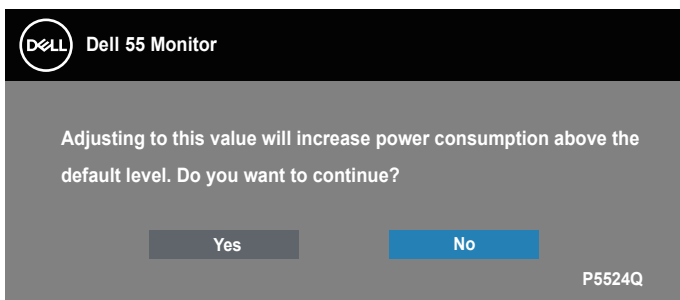 DELL
Dell 55 Monitor
Adjusting to this value will increase power consumption above the
default level. Do you want to continue?
Yes No
P5524Q